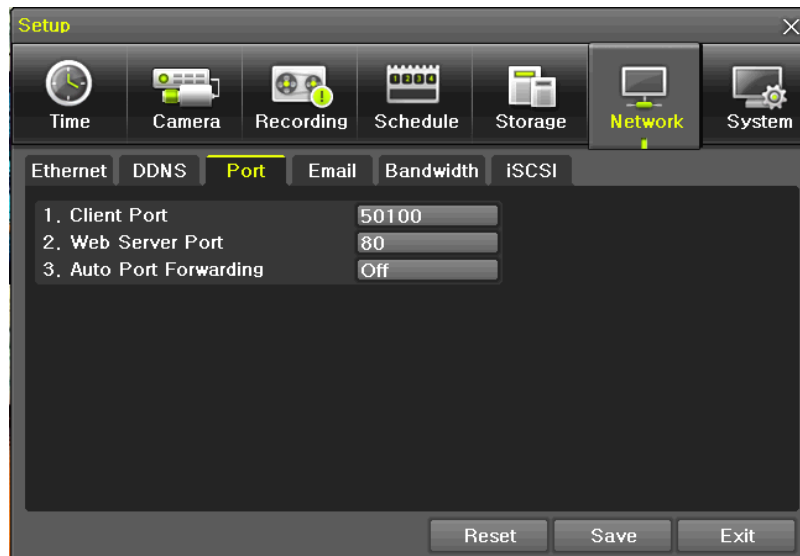 Setup
Time Camera Recording Schedule Storage Network System
Ethernet DDNS Port Email Bandwidth iSCSI
1. Client Port 50100
2. Web Server Port 80
3. Auto Port Forwarding Off
Reset Save Exit